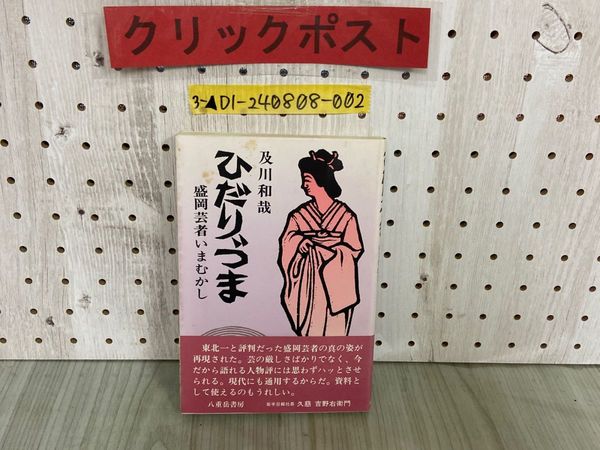 クリックポスト
3-▲D1-240808-002
及川和哉
ひだりづま
盛岡芸者いまむかし
東北一と評判だった盛岡芸者の真の姿が
再現された。芸の厳しさばかりでなく、今
だから語れる人物評には思わずハッとさせ
られる。現代にも通用するからだ。資料と
して使えるのもうれしい。
八重岳書房
岩手日報社長 久慈 吉野右衛門